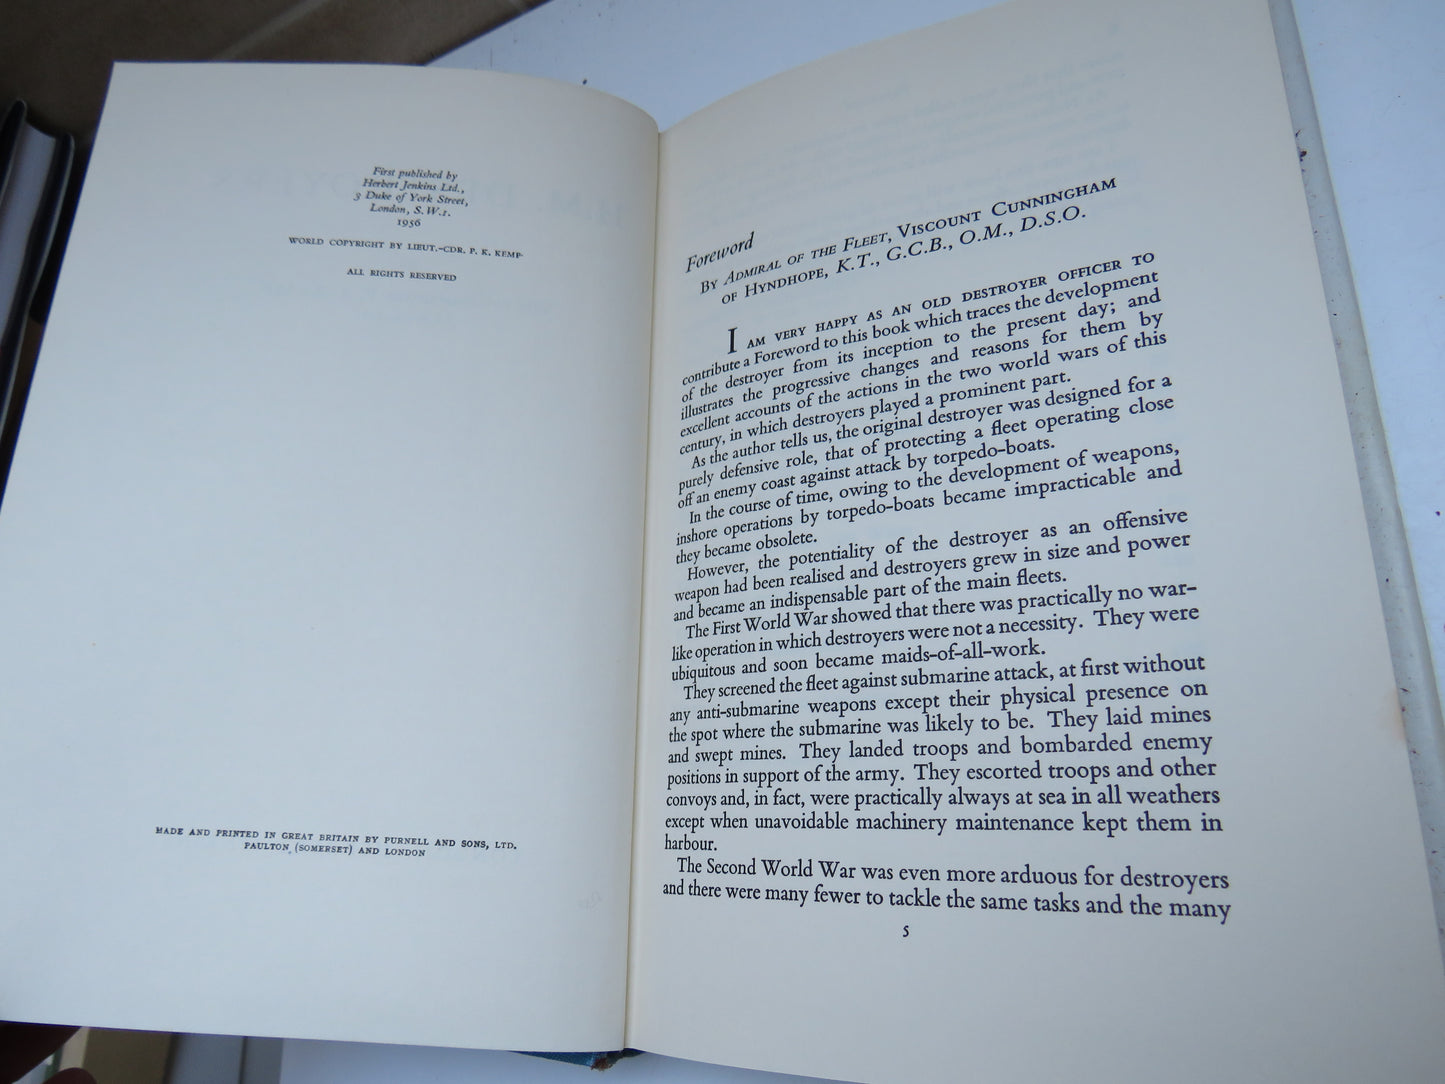 First published by
Herbert Jenkins Ltd.,
3 Duke of York Street,
London, S.W.1.
1956
WORLD COPYRIGHT BY LIEUT.-CDR. P. K. KEMP
ALL RIGHTS RESERVED
MADE AND PRINTED IN GREAT BRITAIN BY PURNELL AND SONS, LTD.
PAULTON (SOMERSET) AND LONDON
Foreword
BY ADMIRAL OF THE FLEET, VISCOUNT CUNNINGHAM
OF HYNDHOPE, K.T., G.C.B., O.M., D.S.O.
I AM VERY HAPPY AS AN OLD DESTROYER OFFICER TO
contribute a Foreword to this book which traces the development
of the destroyer from its inception to the present day; and
illustrates the progressive changes and reasons for them by
excellent accounts of the actions in the two world wars of this
century, in which destroyers played a prominent part.
As the author tells us, the original destroyer was designed for a
purely defensive role, that of protecting a fleet operating close
off an enemy coast against attack by torpedo-boats.
In the course of time, owing to the development of weapons,
inshore operations by torpedo-boats became impracticable and
they became obsolete.
However, the potentiality of the destroyer as an offensive
weapon had been realised and destroyers grew in size and power
and became an indispensable part of the main fleets.
The First World War showed that there was practically no war-
like operation in which destroyers were not a necessity. They were
ubiquitous and soon became maids-of-all-work.
They screened the fleet against submarine attack, at first without
any anti-submarine weapons except their physical presence on
the spot where the submarine was likely to be. They laid mines
and swept mines. They landed troops and bombarded enemy
positions in support of the army. They escorted troops and other
convoys and, in fact, were practically always at sea in all weathers
except when unavoidable machinery maintenance kept them in
harbour.
The Second World War was even more arduous for destroyers
and there were many fewer to tackle the same tasks and the many
5